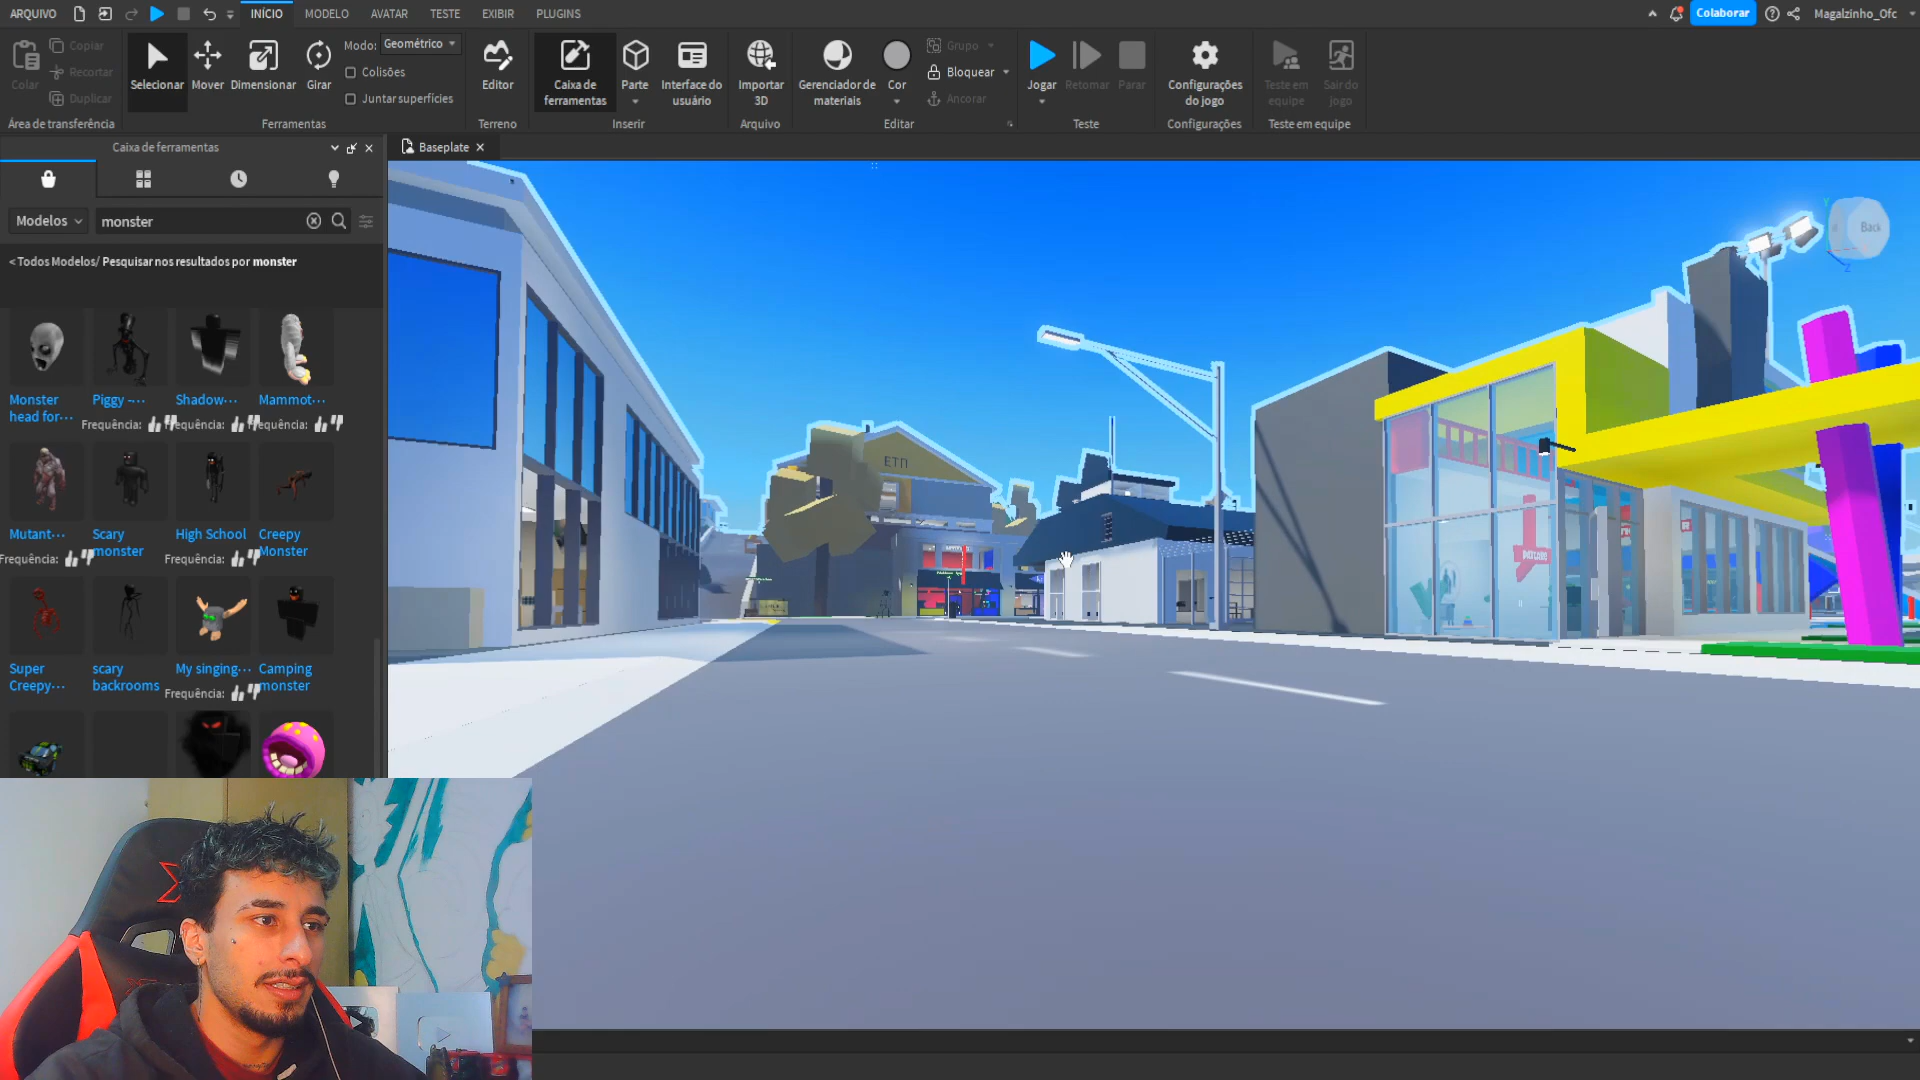 ARQUIVO
INÍCIO
MODELO
AVATAR
TESTE
EXIBIR
PLUGINS
Colaborar
Magalzinho_Ofc
Colar
Copiar
Recortar
Duplicar
Área de transferência
Selecionar
Mover
Dimensionar
Girar
Modo: Geométrico
Colisões
Juntar superfícies
Ferramentas
Editor
Terreno
Caixa de
ferramentas
Parte
Interface do
usuário
Inserir
Importar
3D
Arquivo
Gerenciador de
materiais
Cor
Grupo
Bloquear
Ancorar
Editar
Jogar
Retomar
Parar
Teste
Configurações
do jogo
Configurações
Teste em
equipe
Sair do
jogo
Teste em equipe
Caixa de ferramentas
Baseplate
Modelos
monster
< Todos Modelos/ Pesquisar nos resultados por monster
Monster
head for···
Piggy -···
Shadow···
Mammot···
Frequência:
equência:
equência:
Mutant···
Scary
monster
High School
Creepy
Monster
Frequência:
Frequência:
Super
Creepy···
scary
backrooms
My singing···
Camping
monster
Frequência:
Back
Y
Z